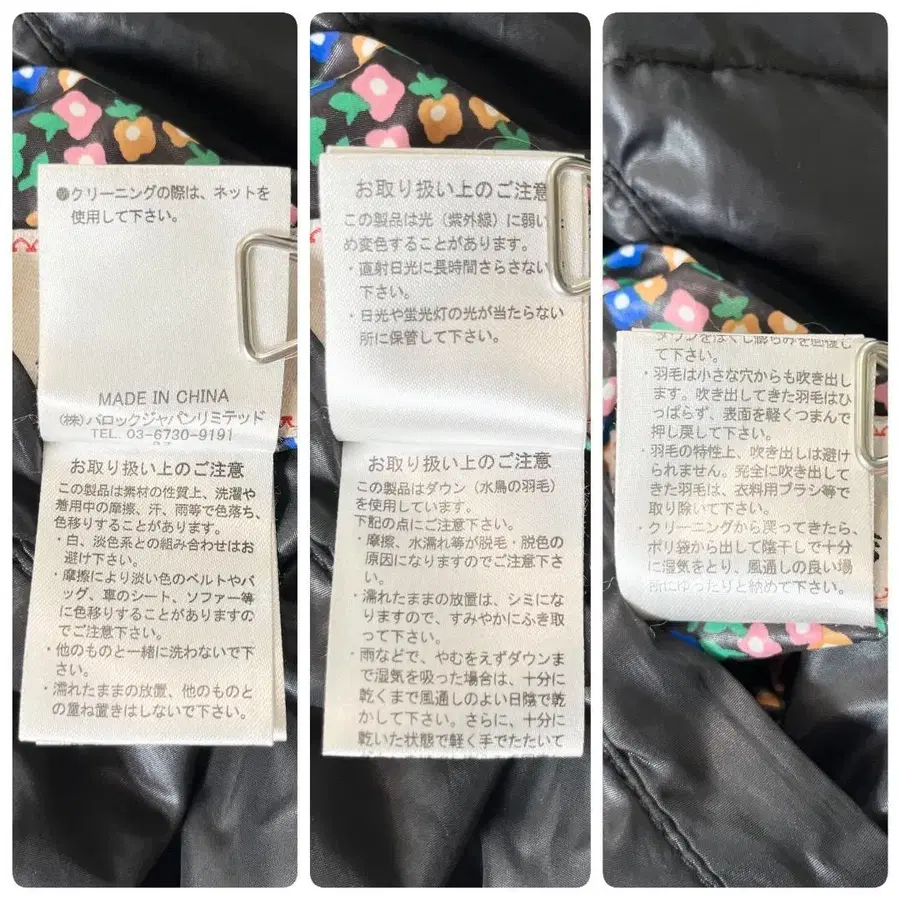 クリーニングの際は、ネットを
使用して下さい。
MADE IN CHINA
(株)バロックジャパンリミテッド
TEL. 03-6730-9191
お取り扱い上のご注意
この製品は素材の性質上、洗濯や
着用中の摩擦、汗、雨等で色落ち、
色移りすることがあります。
・白、淡色系との組み合わせはお
避け下さい。
・摩擦により淡い色のベルトやバ
ッグ、車のシート、ソファー等
に色移りすることがありますの
でご注意下さい。
・他のものと一緒に洗わないで下
さい。
・濡れたままの放置、他のものと
の重ね置きはしないで下さい。
お取り扱い上のご注意
この製品は光（紫外線）に弱い
め変色することがあります。
・直射日光に長時間さらさない
下さい。
・日光や蛍光灯の光が当たらない
所に保管して下さい。
お取り扱い上のご注意
この製品はダウン（水鳥の羽毛）
を使用しています。
下記の点にご注意下さい。
・摩擦、水濡れ等が脱毛・脱色の
原因になりますのでご注意下さ
い。
・濡れたままの放置は、シミにな
りますので、すみやかにふき取
って下さい。
・雨などで、やむをえずダウンま
で湿気を吸った場合は、十分に
乾くまで風通しのよい日陰で乾
かして下さい。さらに、十分に
乾いた状態で軽く手でたたいて
ダウンをほぐし膨らみを回復し
て下さい。
・羽毛は小さな穴からも吹き出し
ます。吹き出してきた羽毛はひ
っぱらず、表面を軽くつまんで
押し戻して下さい。
・羽毛の特性上、吹き出しは避け
られません。完全に吹き出して
きた羽毛は、衣料用ブラシ等で
取り除いて下さい。
・クリーニングから戻ってきたら、
ポリ袋から出して陰干しで十分
に湿気をとり、風通しの良い場
所にゆったりと納めて下さい。